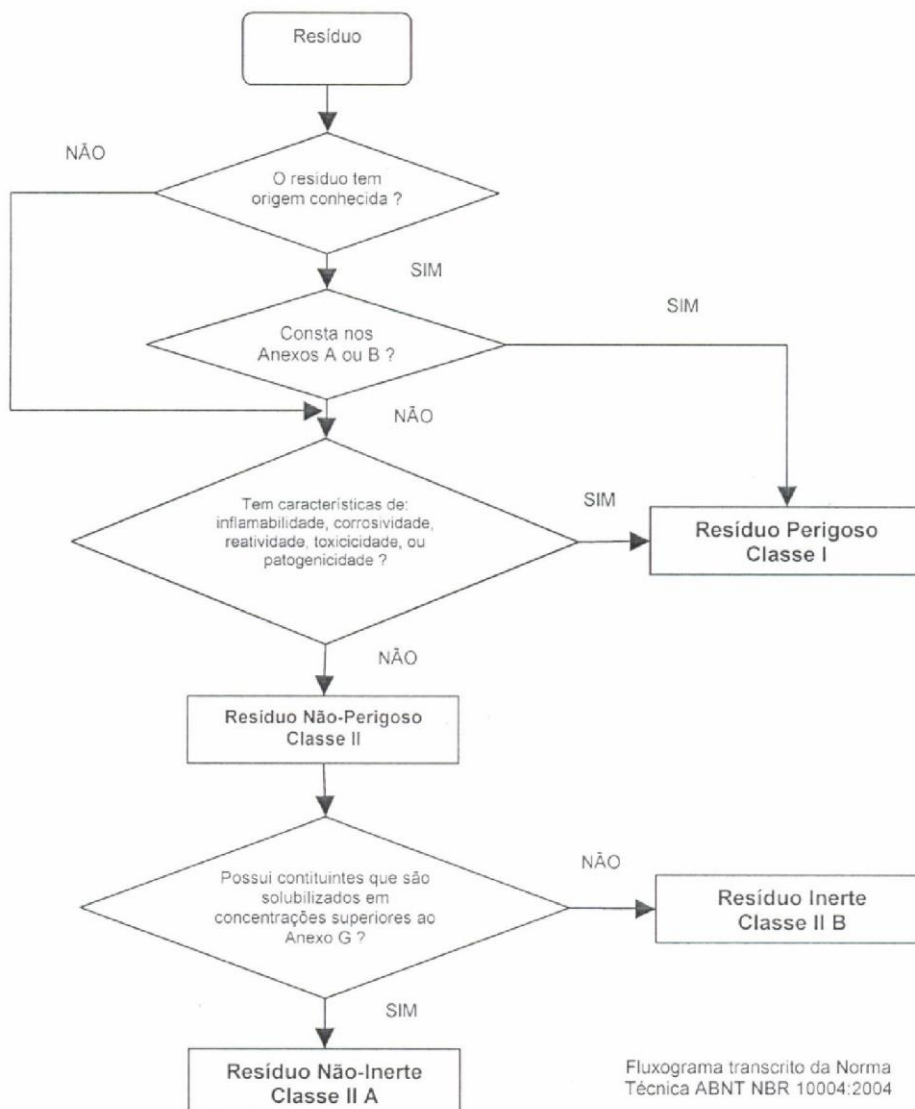 Resíduo
NÃO
O resíduo tem
origem conhecida ?
SIM
SIM
Consta nos
Anexos A ou B ?
NÃO
Tem características de:
inflamabilidade, corrosividade,
reatividade, toxicicidade, ou
patogenicidade ?
SIM
Resíduo Perigoso
Classe I
NÃO
Resíduo Não-Perigoso
Classe II
Possui contituintes que são
solubilizados em
concentrações superiores ao
Anexo G ?
NÃO
Resíduo Inerte
Classe II B
SIM
Resíduo Não-Inerte
Classe II A
Fluxograma transcrito da Norma
Técnica ABNT NBR 10004:2004